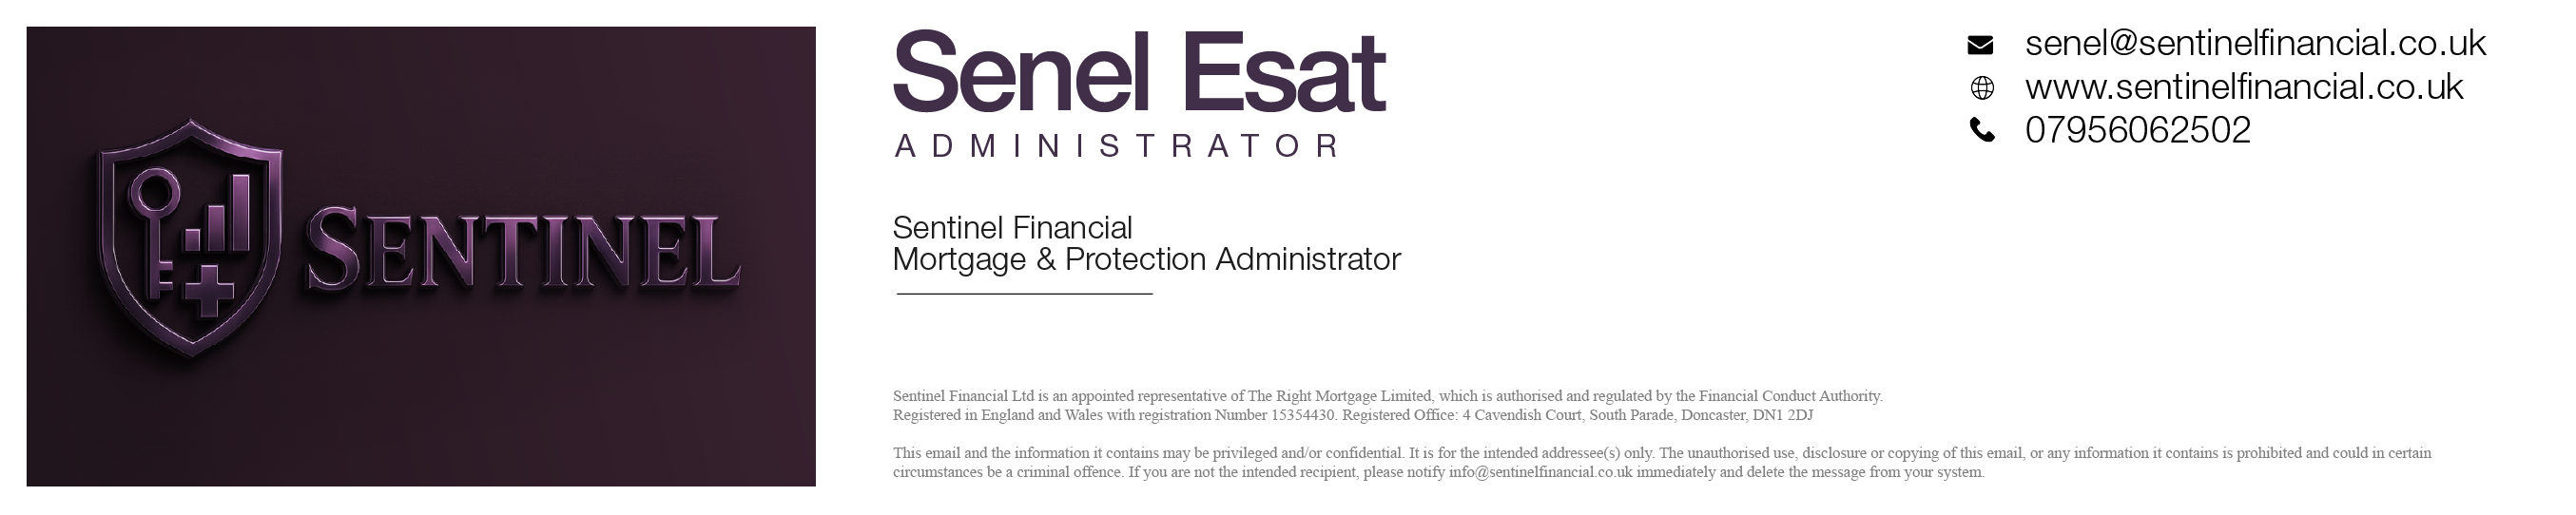 SENTINEL
Senel Esat
ADMINISTRATOR
Sentinel Financial
Mortgage & Protection Administrator
senel@sentinelfinancial.co.uk
www.sentinelfinancial.co.uk
07956062502
Sentinel Financial Ltd is an appointed representative of The Right Mortgage Limited, which is authorised and regulated by the Financial Conduct Authority.
Registered in England and Wales with registration Number 15354430. Registered Office: 4 Cavendish Court, South Parade, Doncaster, DN1 2DJ
This email and the information it contains may be privileged and/or confidential. It is for the intended addressee(s) only. The unauthorised use, disclosure or copying of this email, or any information it contains is prohibited and could in certain
circumstances be a criminal offence. If you are not the intended recipient, please notify info@sentinelfinancial.co.uk immediately and delete the message from your system.